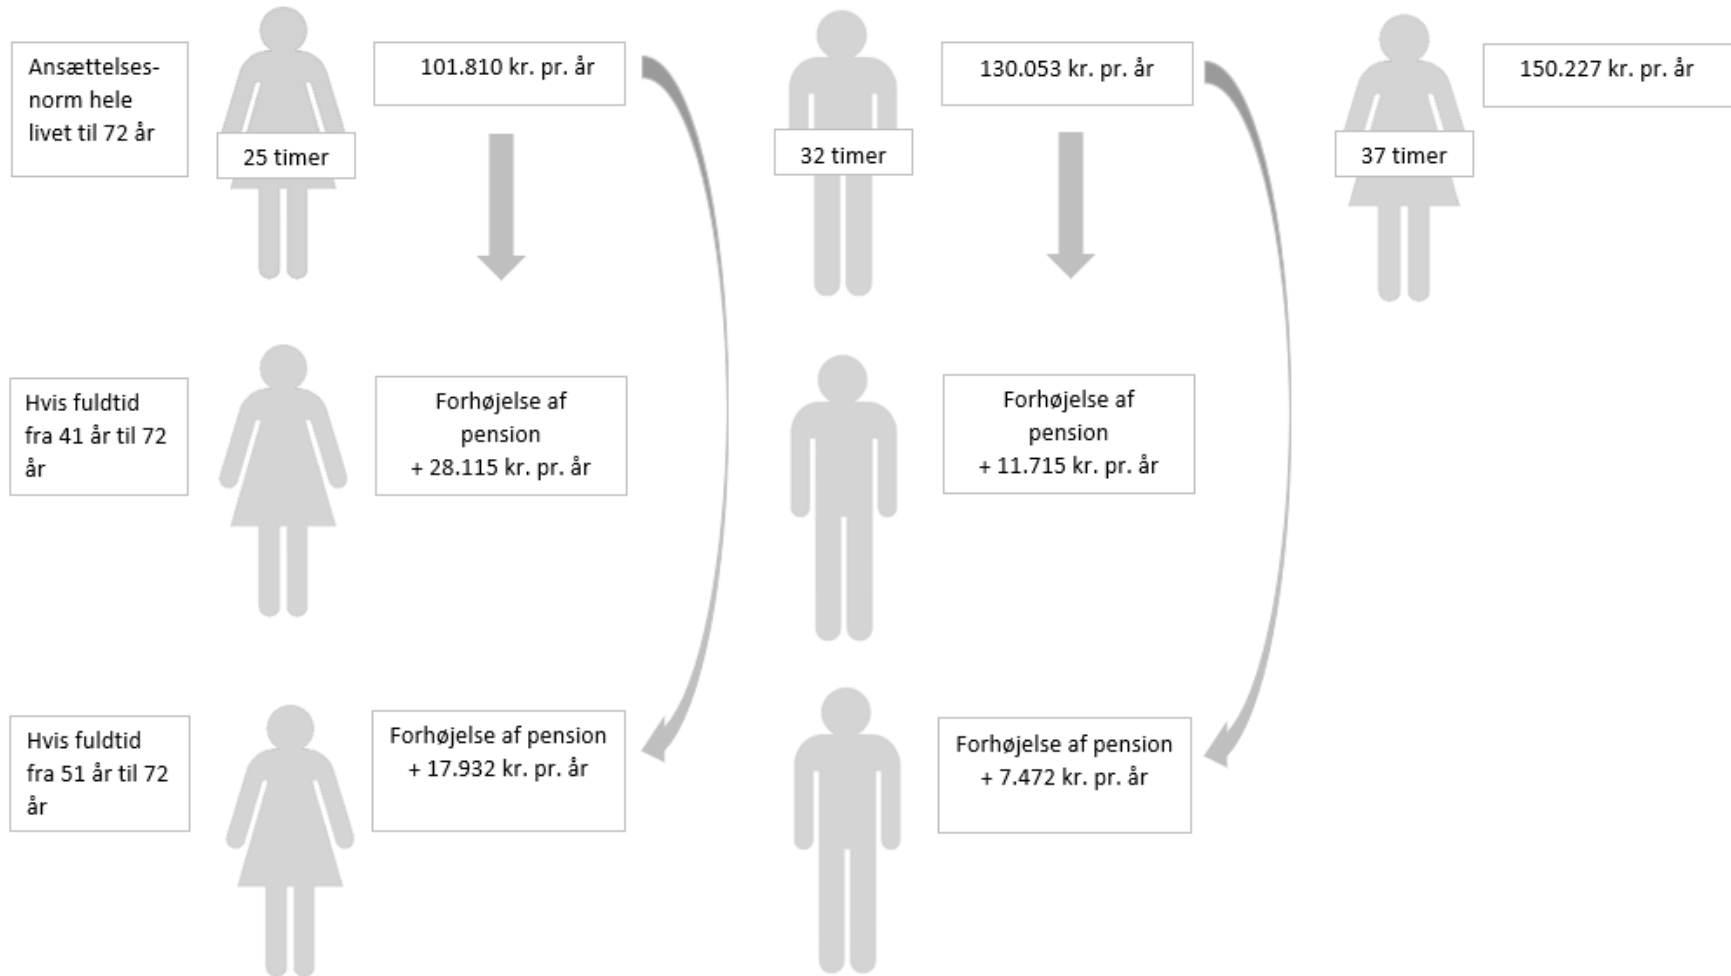 Ansættelses-
norm hele
livet til 72 år
25 timer
101.810 kr. pr. år
32 timer
130.053 kr. pr. år
37 timer
150.227 kr. pr. år
Hvis fuldtid
fra 41 år til 72
år
Forhøjelse af
pension
+ 28.115 kr. pr. år
Forhøjelse af
pension
+ 11.715 kr. pr. år
Hvis fuldtid
fra 51 år til 72
år
Forhøjelse af pension
+ 17.932 kr. pr. år
Forhøjelse af pension
+ 7.472 kr. pr. år